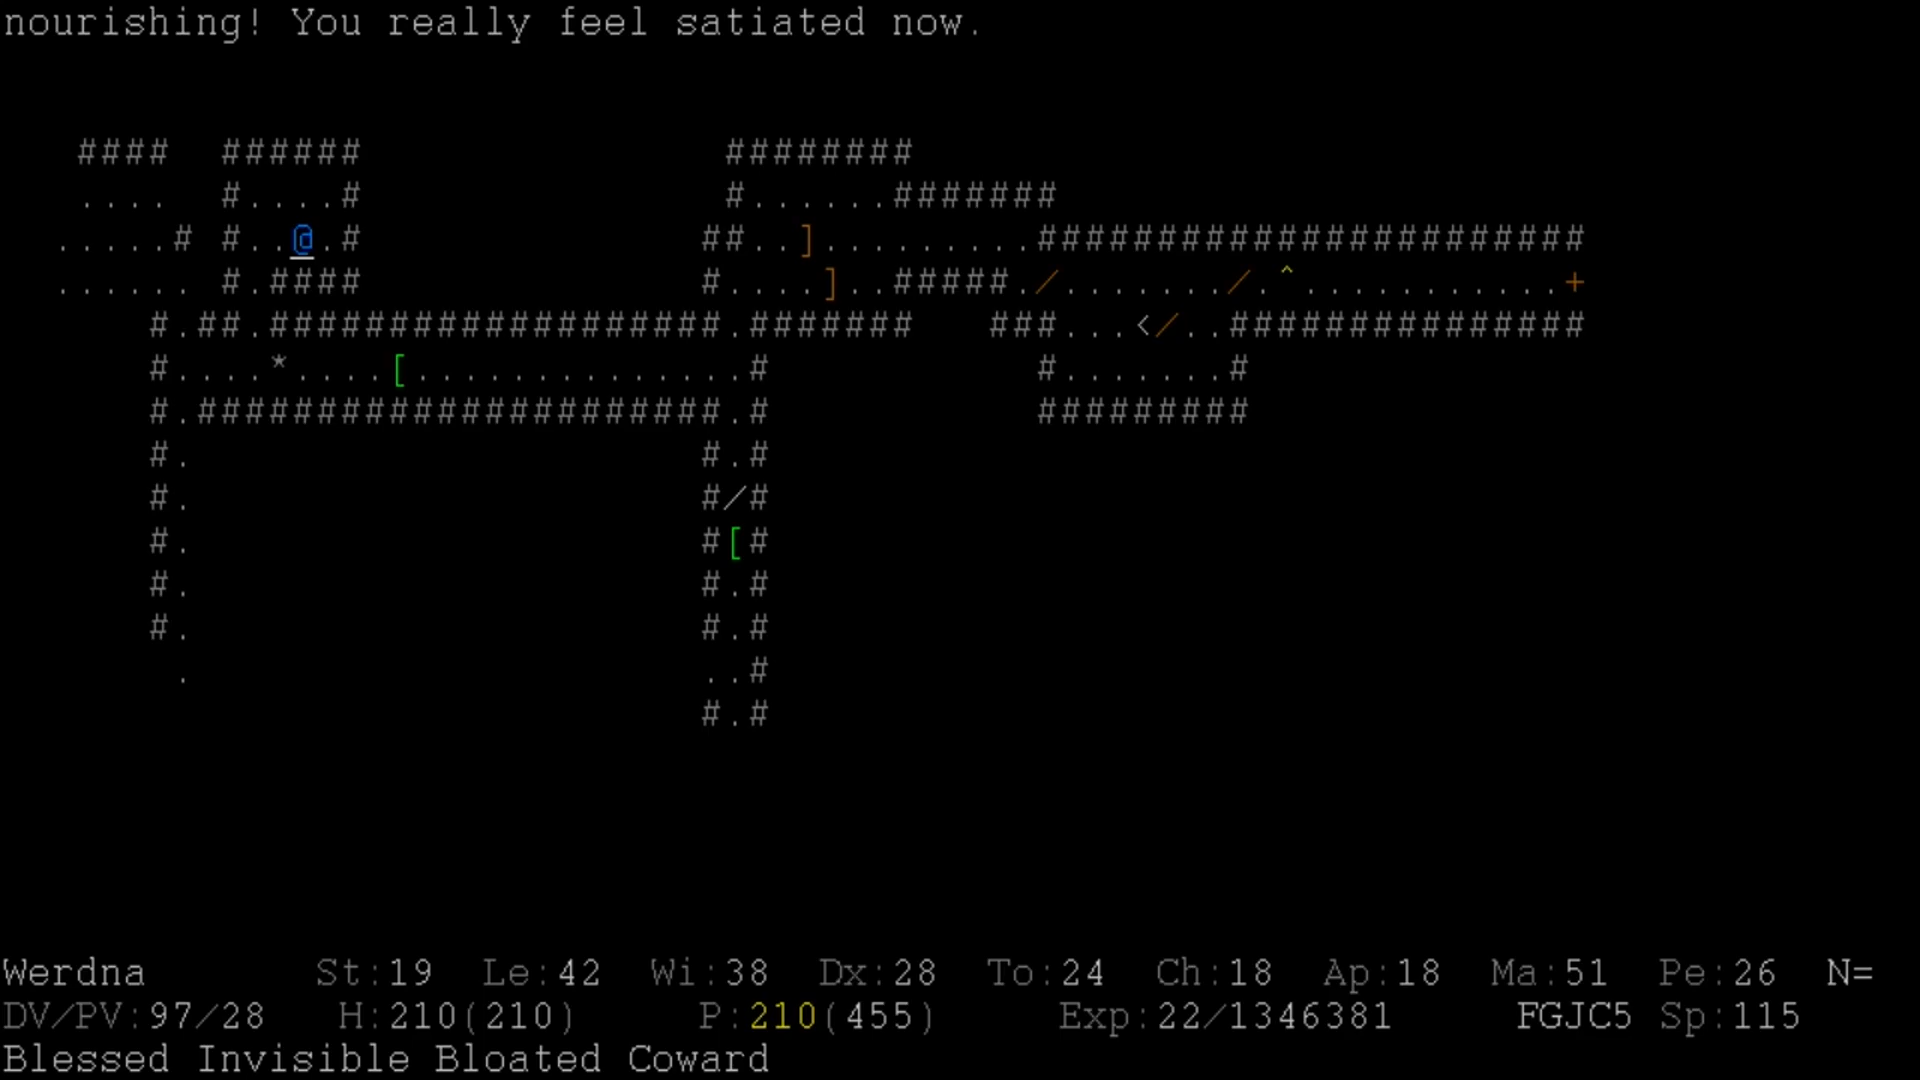 nourishing! You really feel satiated now.
#### ###### ########
.... #....# #......#######
.....# #..@.# ##..].........#######################
...... #.#### #....]..#####./......./.^...........+
#.##.###################.####### ###...</..###############
#....*....[..............# #.......#
#.######################.# #########
#. #.#
#. #/#
#. #[#
#. #.#
#. #.#
. ..#
#.#
Werdna St:19 Le:42 Wi:38 Dx:28 To:24 Ch:18 Ap:18 Ma:51 Pe:26 N=
DV/PV:97/28 H:210(210) P:210(455) Exp:22/1346381 FGJC5 Sp:115
Blessed Invisible Bloated Coward